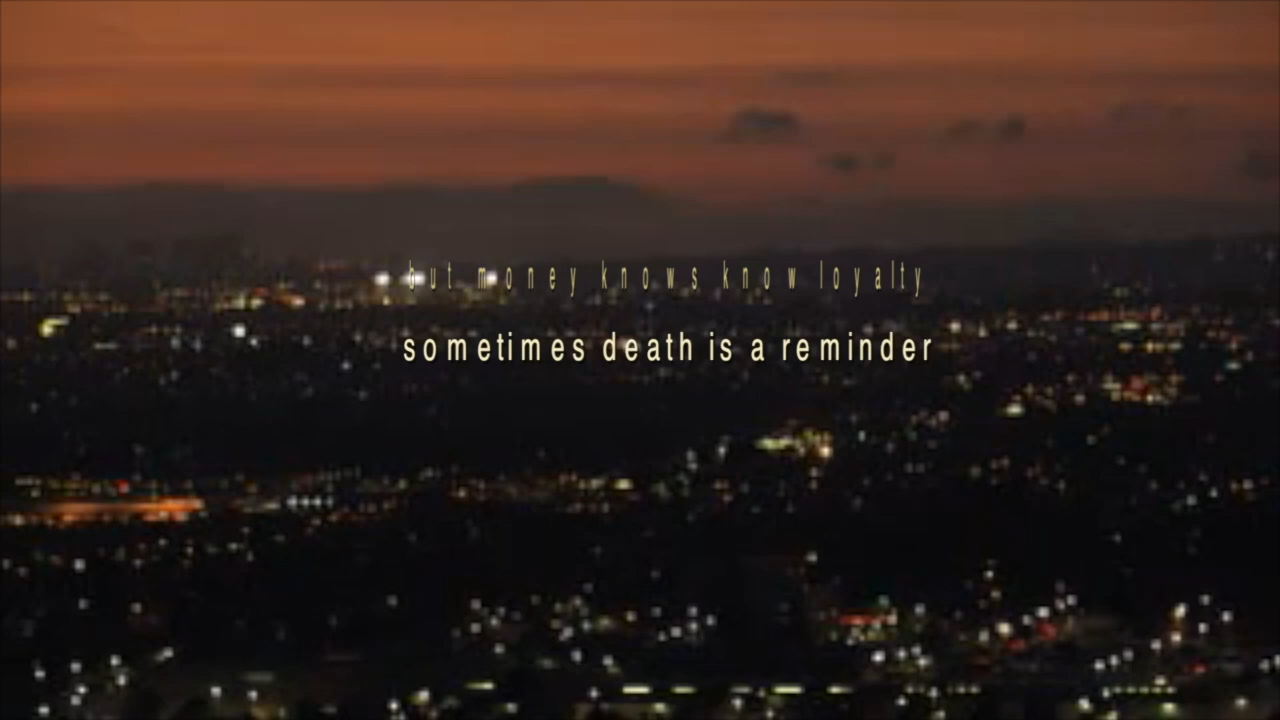 but money knows know loyalty
sometimes death is a reminder